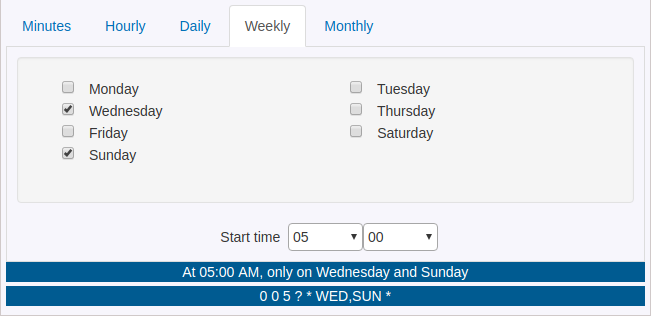 Minutes Hourly Daily Weekly Monthly
Monday Tuesday
Wednesday Thursday
Friday Saturday
Sunday
Start time 05 00
At 05:00 AM, only on Wednesday and Sunday
0 0 5 ? * WED,SUN *